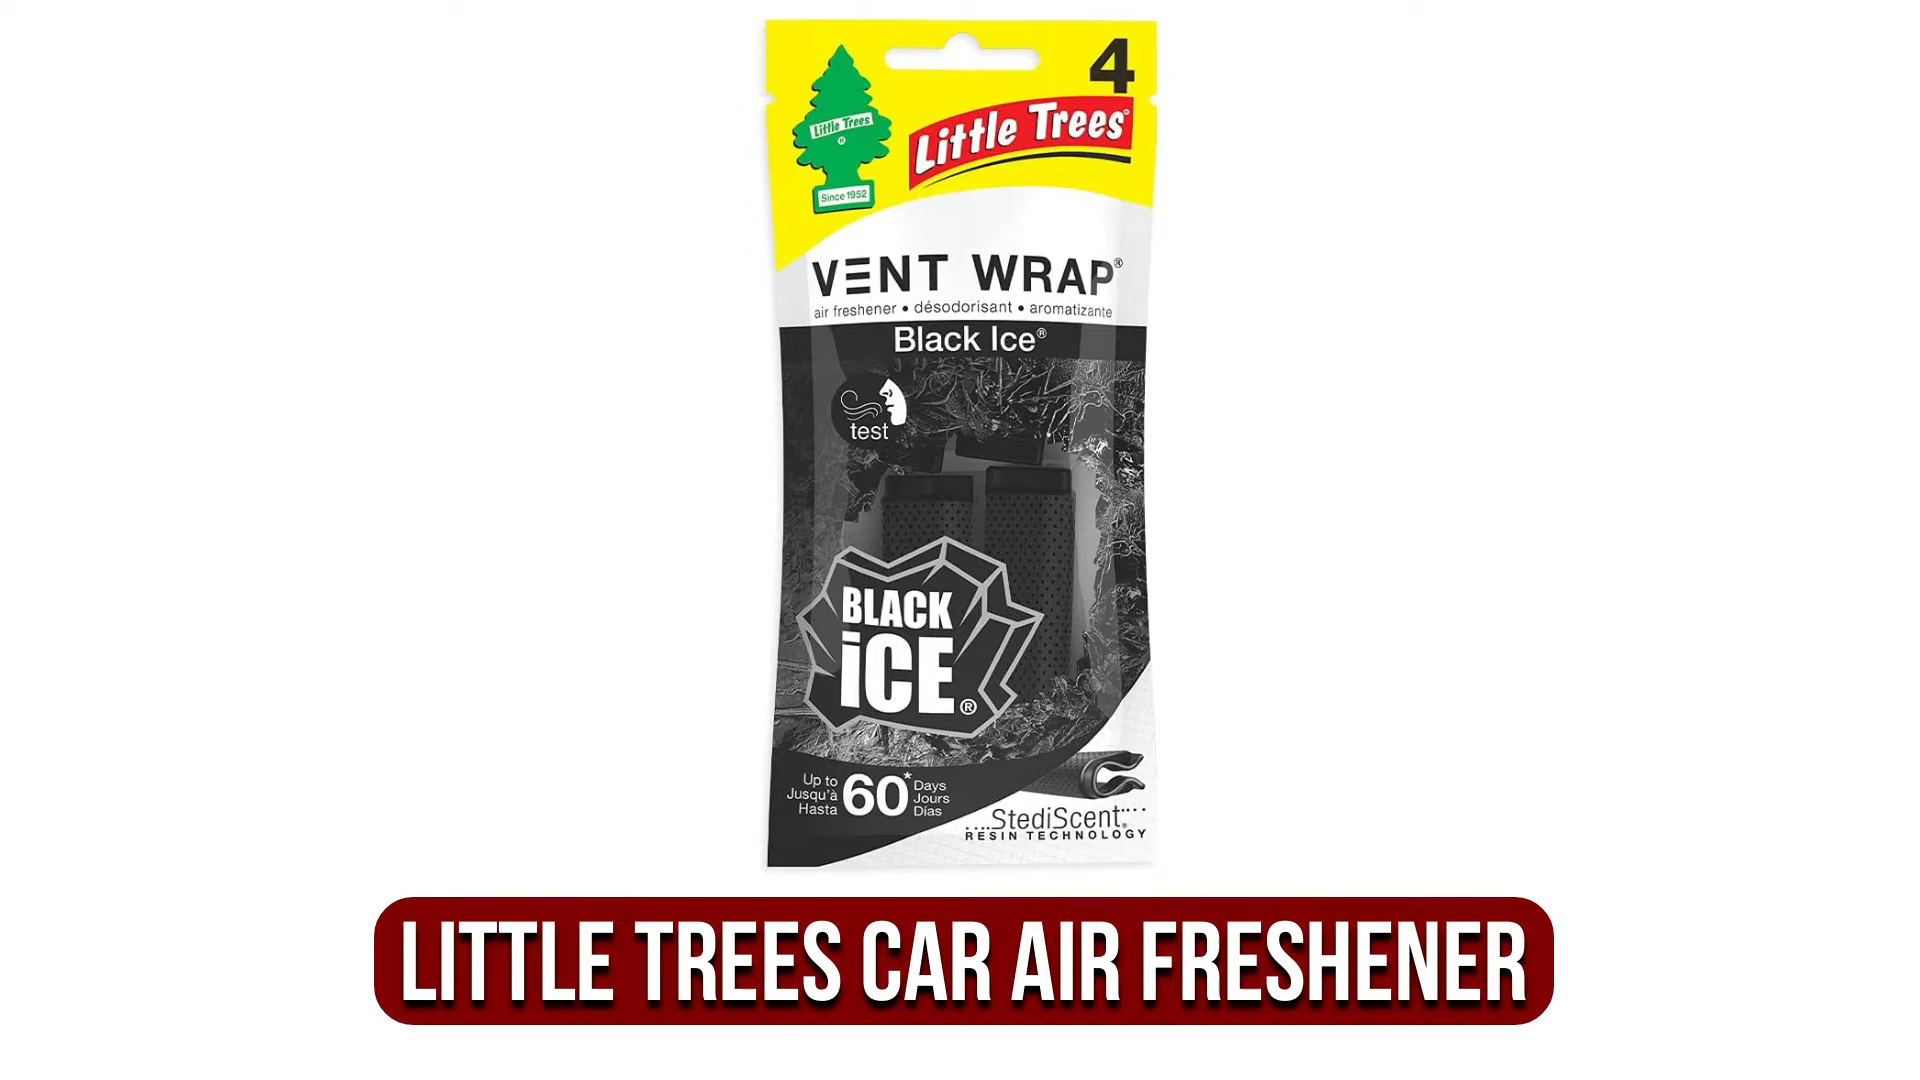 4
Little Trees
®
Since 1952
Little Trees®
VENT WRAP®
air freshener • désodorisant • aromatizante
Black Ice®
test
BLACK
iCE®
Up to
Jusqu'à
Hasta
60*
Days
Jours
Días
StediScent®
RESIN TECHNOLOGY
LITTLE TREES CAR AIR FRESHENER